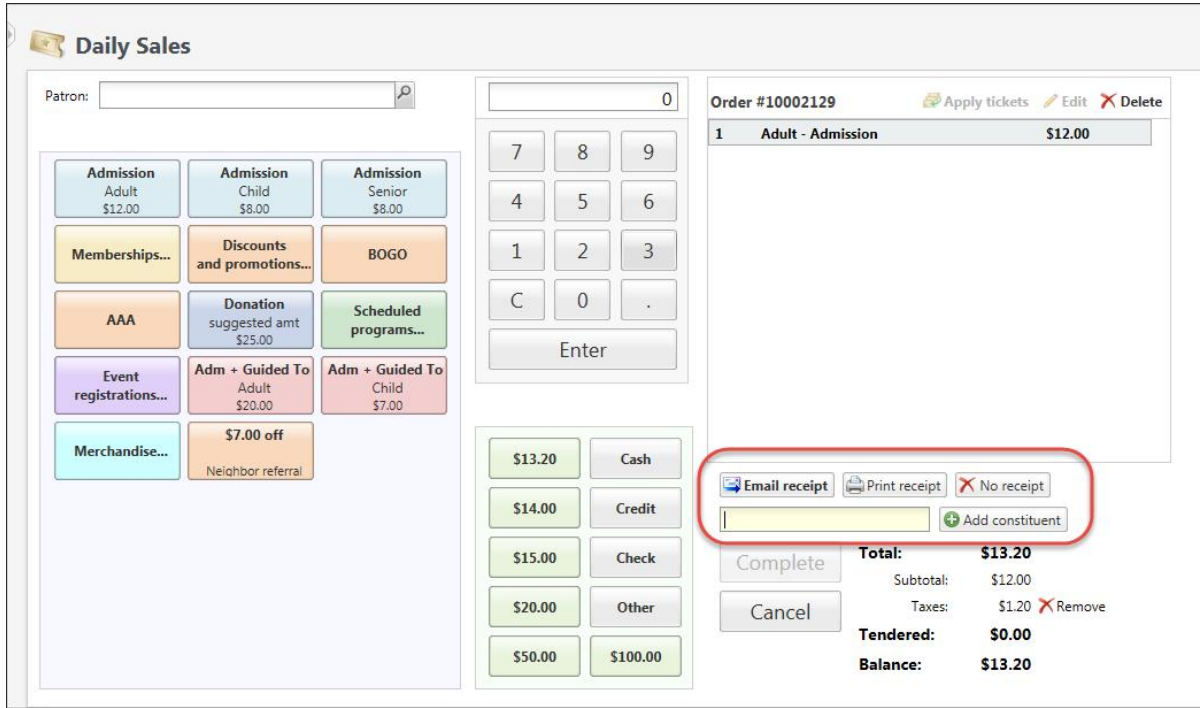 Daily Sales
Patron:
Admission
Adult
$12.00
Admission
Child
$8.00
Admission
Senior
$8.00
Memberships...
Discounts
and promotions...
BOGO
AAA
Donation
suggested amt
$25.00
Scheduled
programs...
Event
registrations...
Adm + Guided To
Adult
$20.00
Adm + Guided To
Child
$7.00
Merchandise...
$7.00 off
Neighbor referral
0
7 8 9
4 5 6
1 2 3
C 0 .
Enter
$13.20 Cash
$14.00 Credit
$15.00 Check
$20.00 Other
$50.00 $100.00
Order #10002129 Apply tickets Edit Delete
1 Adult - Admission $12.00
Email receipt Print receipt No receipt
Add constituent
Complete
Cancel
Total: $13.20
Subtotal: $12.00
Taxes: $1.20 Remove
Tendered: $0.00
Balance: $13.20